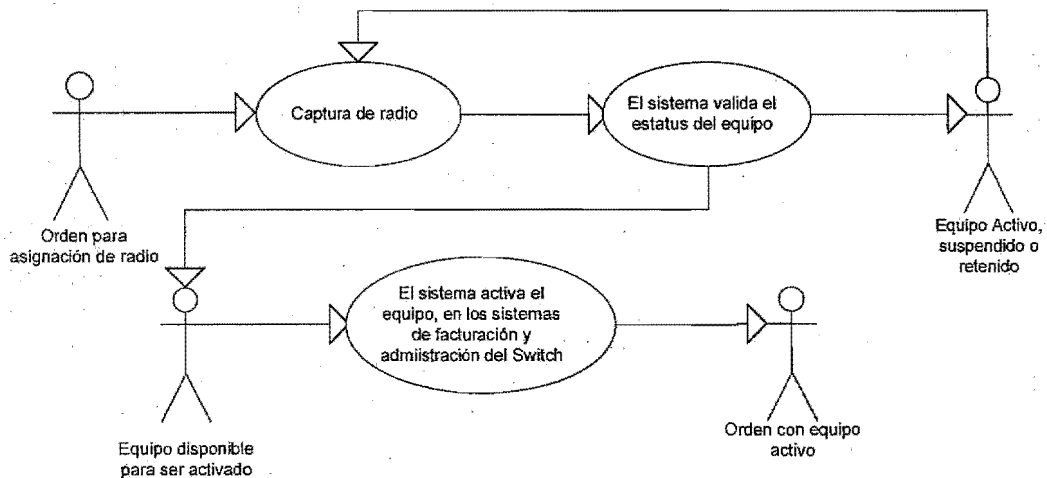 Captura de radio
El sistema valida el
estatus del equipo
Orden para
asignación de radio
Equipo Activo,
suspendido o
retenido
El sistema activa el
equipo, en los sistemas
de facturación y
admiistración del Switch
Equipo disponible
para ser activado
Orden con equipo
activo